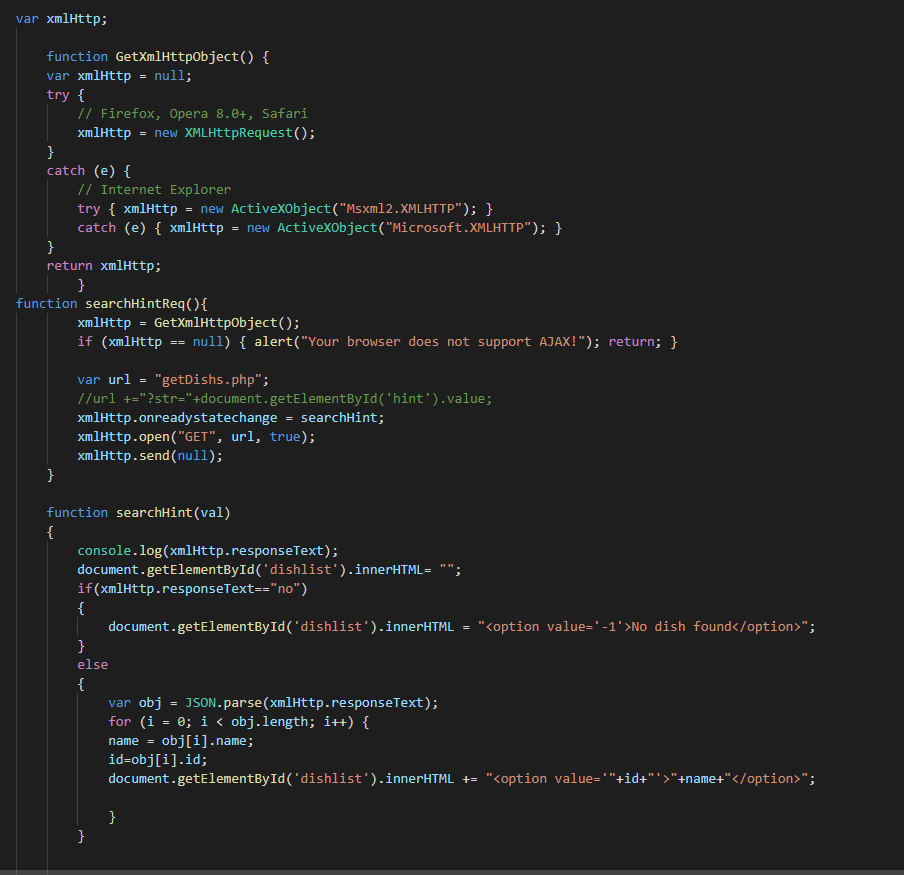 var xmlHttp;
function GetXmlHttpObject() {
var xmlHttp = null;
try {
// Firefox, Opera 8.0+, Safari
xmlHttp = new XMLHttpRequest();
}
catch (e) {
// Internet Explorer
try { xmlHttp = new ActiveXObject("Msxml2.XMLHTTP"); }
catch (e) { xmlHttp = new ActiveXObject("Microsoft.XMLHTTP"); }
}
return xmlHttp;
}
function searchHintReq(){
xmlHttp = GetXmlHttpObject();
if (xmlHttp == null) { alert("Your browser does not support AJAX!"); return; }
var url = "getDishs.php";
//url +="?str="+document.getElementById('hint').value;
xmlHttp.onreadystatechange = searchHint;
xmlHttp.open("GET", url, true);
xmlHttp.send(null);
}
function searchHint(val)
{
console.log(xmlHttp.responseText);
document.getElementById('dishlist').innerHTML= "";
if(xmlHttp.responseText=="no")
{
document.getElementById('dishlist').innerHTML = "<option value='-1'>No dish found</option>";
}
else
{
var obj = JSON.parse(xmlHttp.responseText);
for (i = 0; i < obj.length; i++) {
name = obj[i].name;
id=obj[i].id;
document.getElementById('dishlist').innerHTML += "<option value='"+id+"'>"+name+"</option>";
}
}